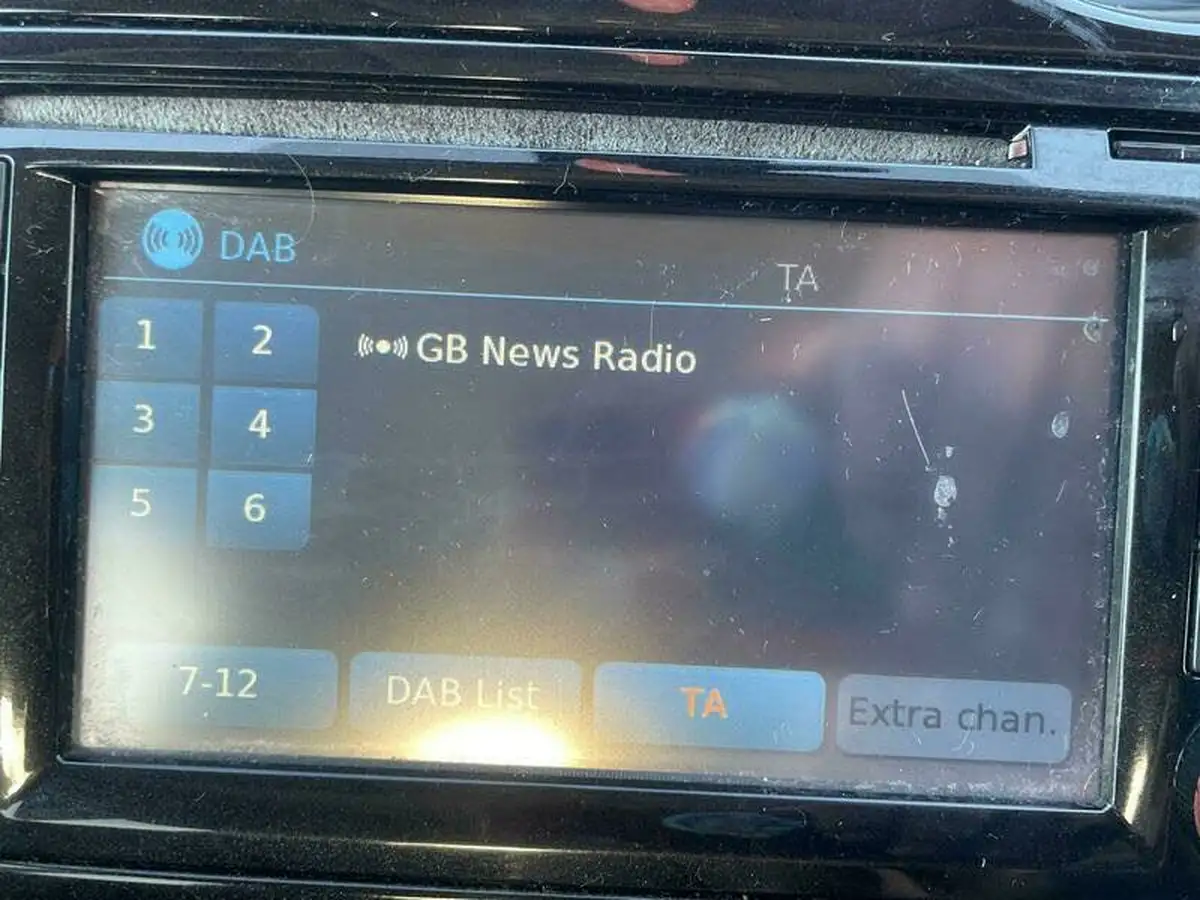 DAB
TA
1 2
GB News Radio
3 4
5 6
7-12 DAB List TA Extra chan.